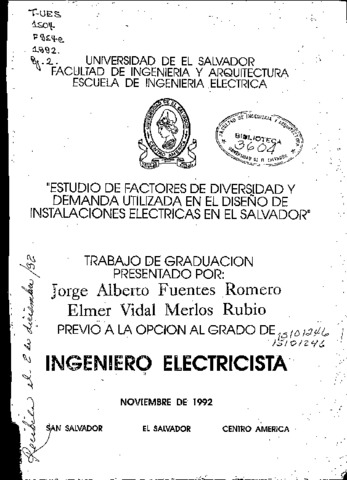 T-UES
1504
1992.
UNIVERSIDAD DE EL SALVADOR
FACULTAD DE INGENIERIA Y ARQUITECTURA
ESCUELA DE INGENIERIA ELECTRICA
BIBLIOTECA
3604
"ESTUDIO DE FACTORES DE DIVERSIDAD Y
DEMANDA UTILIZADA EN EL DISEÑO DE
INSTALACIONES ELECTRICAS EN EL SALVADOR"
TRABAJO DE GRADUACION
PRESENTADO POR:
Jorge Alberto Fuentes Romero
Elmer Vidal Merlos Rubio
PREVIO A LA OPCION AL GRADO DE
15101246
15101246
INGENIERO ELECTRICISTA
NOVIEMBRE DE 1992
SAN SALVADOR EL SALVADOR CENTRO AMERICA